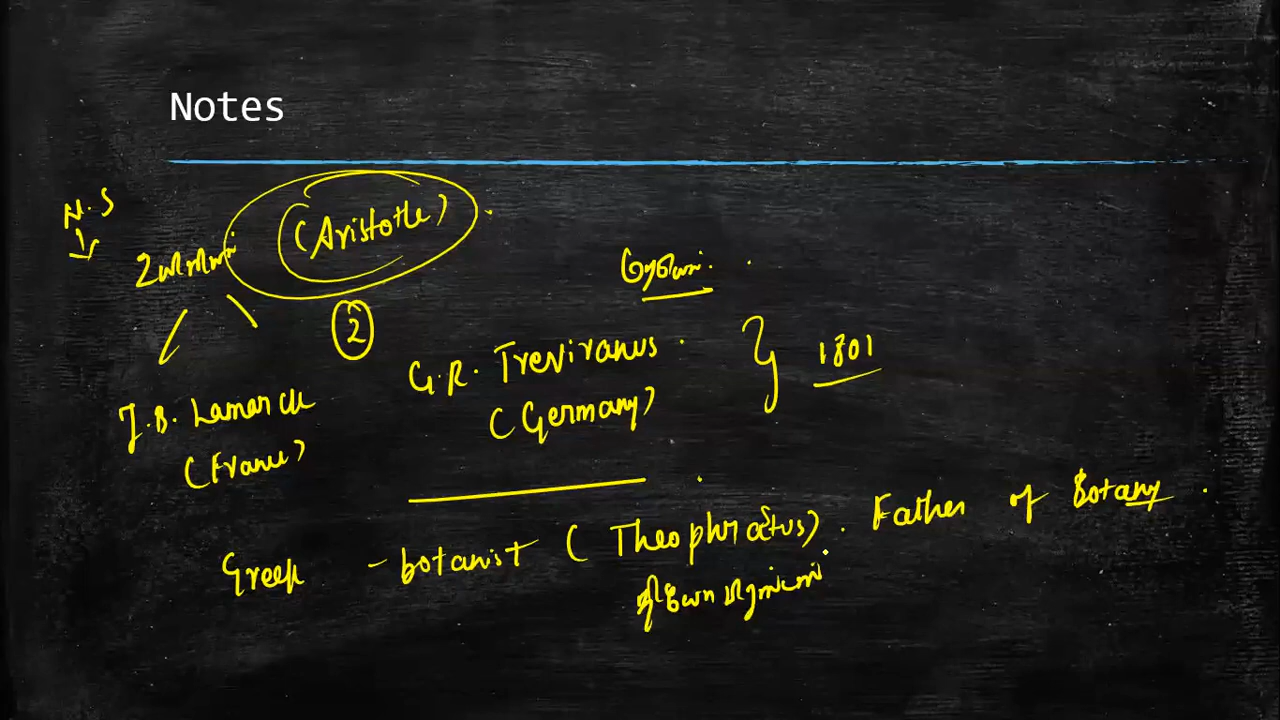 Notes
N.S
(Aristotle)
2
G.R. Treviranus. } 1801
(Germany)
J.B. Lamarck
(France)
Greek - botanist (Theophrastus). Father of Botany.